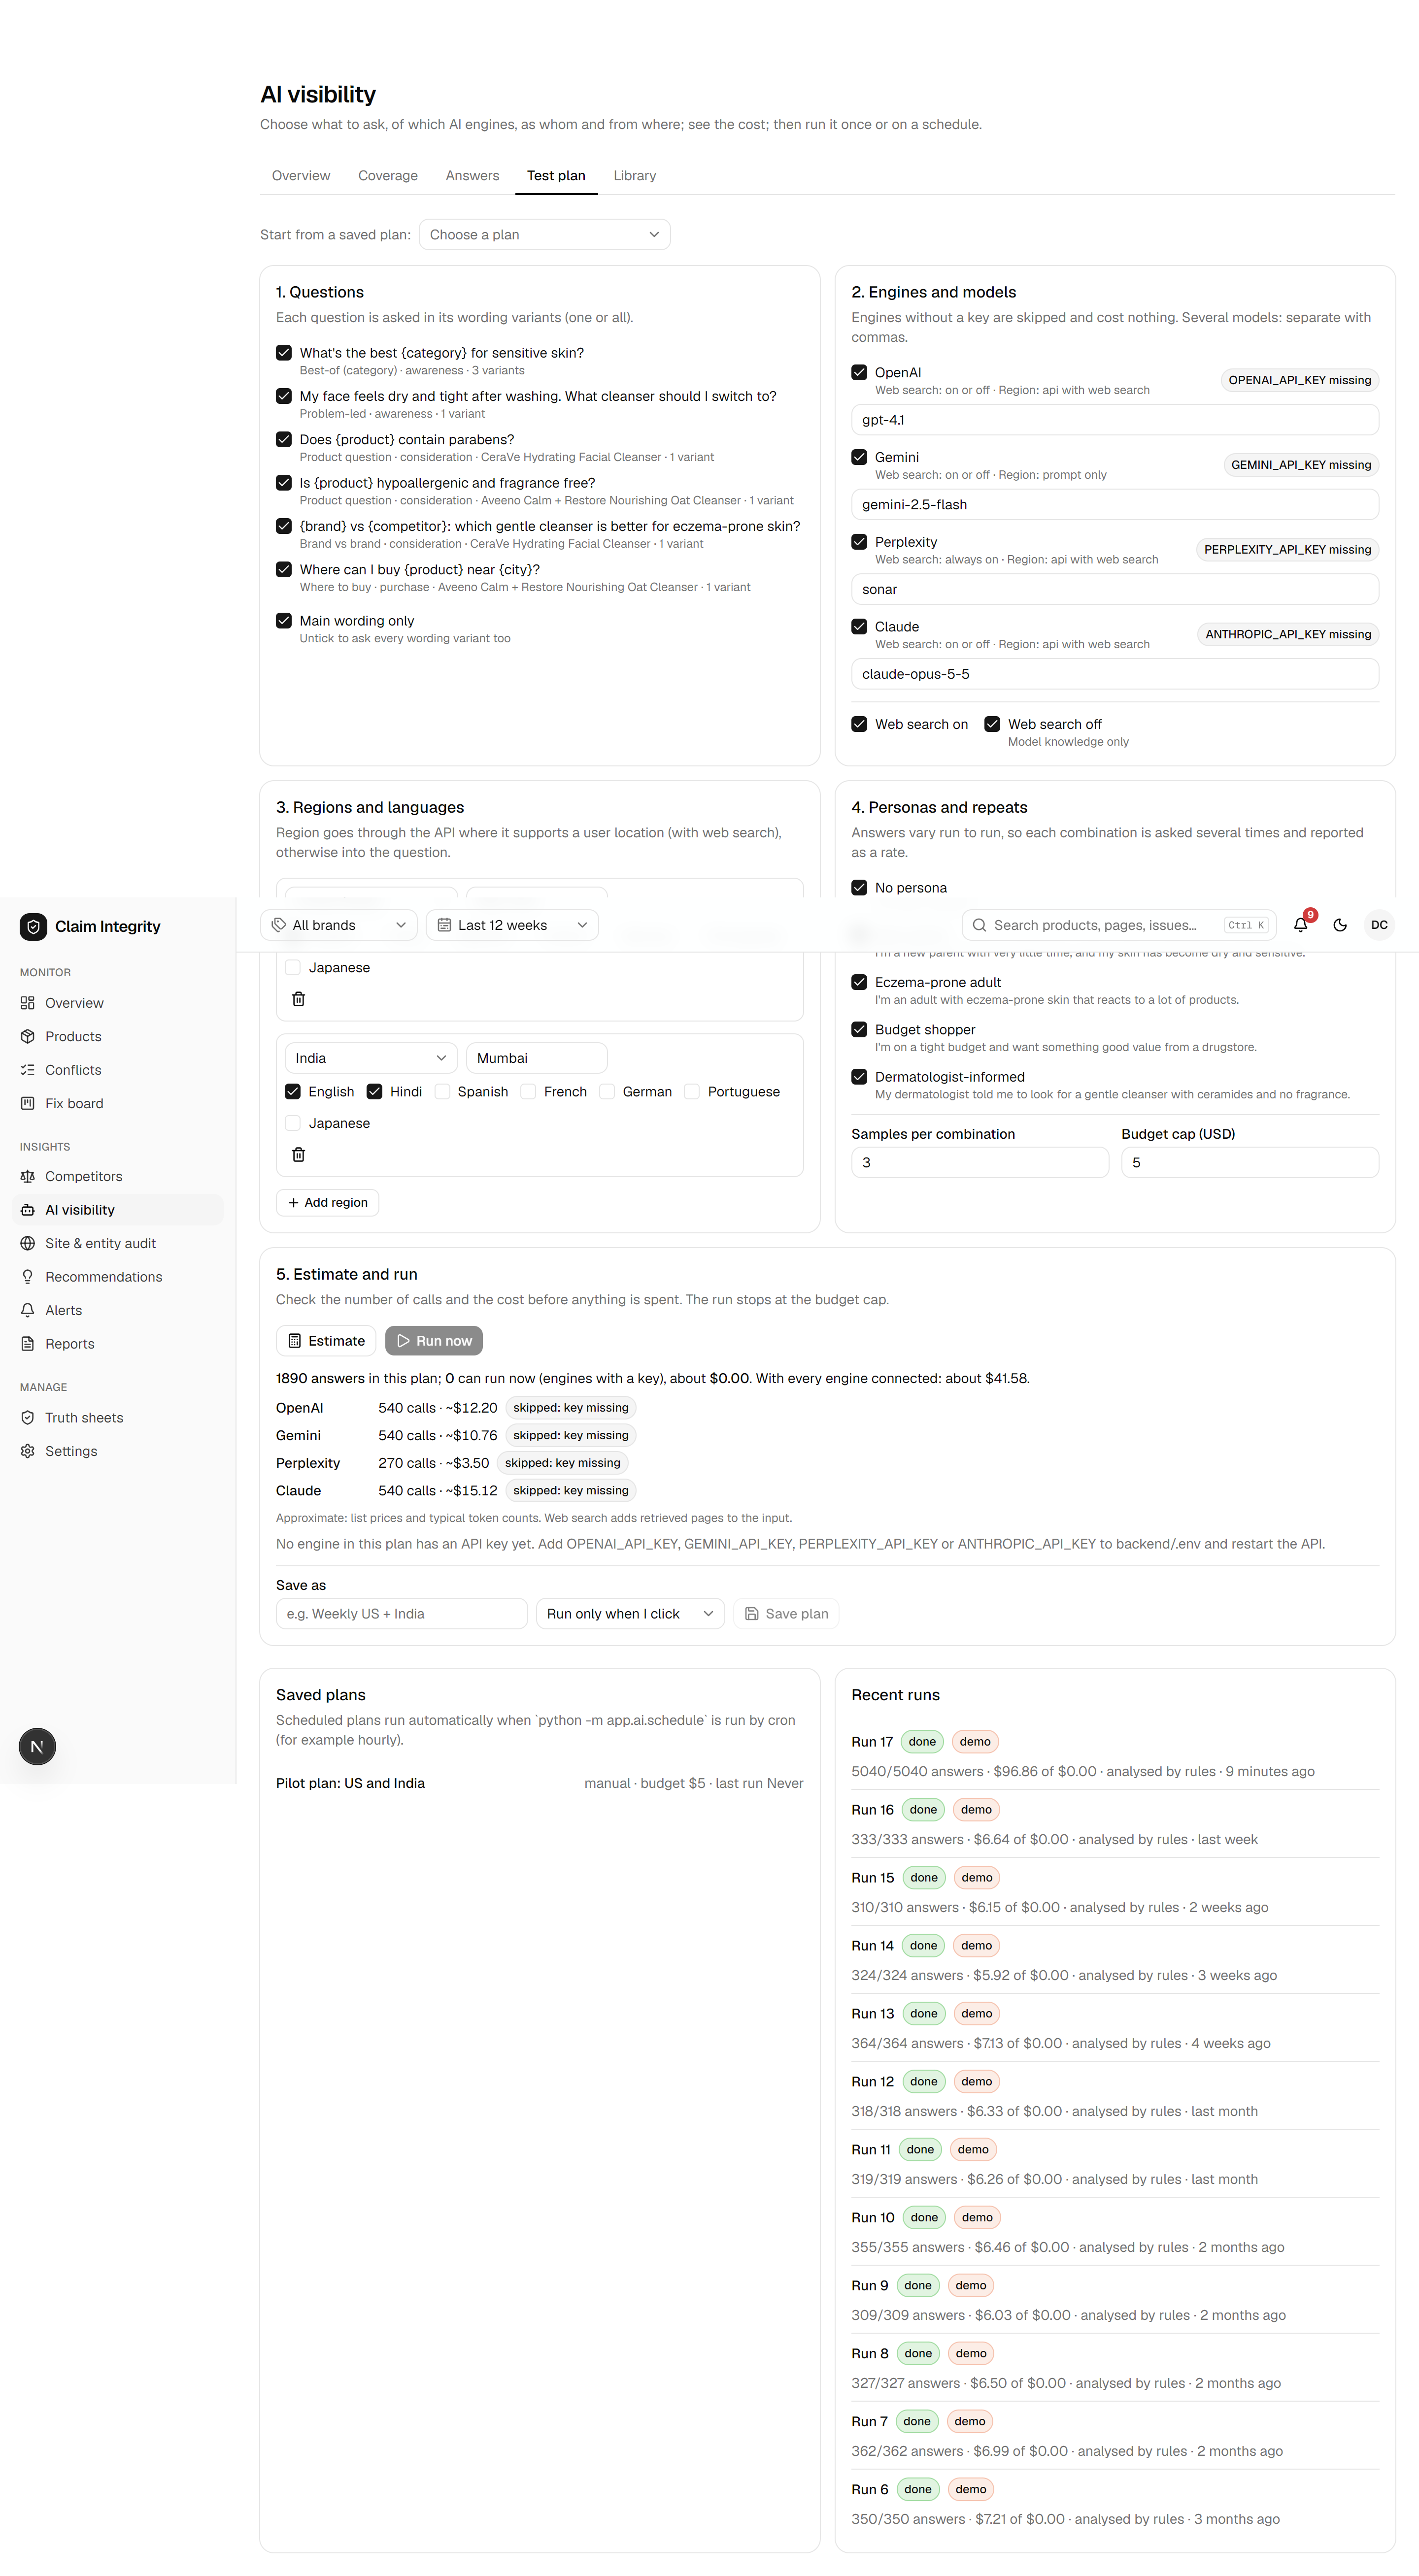 AI visibility
Choose what to ask, of which AI engines, as whom and from where; see the cost; then run it once or on a schedule.
Overview
Coverage
Answers
Test plan
Library
Start from a saved plan:
Choose a plan
1. Questions
Each question is asked in its wording variants (one or all).
What's the best {category} for sensitive skin?
Best-of (category) · awareness · 3 variants
My face feels dry and tight after washing. What cleanser should I switch to?
Problem-led · awareness · 1 variant
Does {product} contain parabens?
Product question · consideration · CeraVe Hydrating Facial Cleanser · 1 variant
Is {product} hypoallergenic and fragrance free?
Product question · consideration · Aveeno Calm + Restore Nourishing Oat Cleanser · 1 variant
{brand} vs {competitor}: which gentle cleanser is better for eczema-prone skin?
Brand vs brand · consideration · CeraVe Hydrating Facial Cleanser · 1 variant
Where can I buy {product} near {city}?
Where to buy · purchase · Aveeno Calm + Restore Nourishing Oat Cleanser · 1 variant
Main wording only
Untick to ask every wording variant too
2. Engines and models
Engines without a key are skipped and cost nothing. Several models: separate with
commas.
OpenAI
Web search: on or off · Region: api with web search
OPENAI_API_KEY missing
gpt-4.1
Gemini
Web search: on or off · Region: prompt only
GEMINI_API_KEY missing
gemini-2.5-flash
Perplexity
Web search: always on · Region: api with web search
PERPLEXITY_API_KEY missing
sonar
Claude
Web search: on or off · Region: api with web search
ANTHROPIC_API_KEY missing
claude-opus-5-5
Web search on
Web search off
Model knowledge only
3. Regions and languages
Region goes through the API where it supports a user location (with web search),
otherwise into the question.
4. Personas and repeats
Answers vary run to run, so each combination is asked several times and reported
as a rate.
No persona
Claim Integrity
All brands
Last 12 weeks
Search products, pages, issues...
Ctrl K
9
DC
MONITOR
Overview
Products
Conflicts
Fix board
INSIGHTS
Competitors
AI visibility
Site & entity audit
Recommendations
Alerts
Reports
MANAGE
Truth sheets
Settings
N
Japanese
India
Mumbai
English
Hindi
Spanish
French
German
Portuguese
Japanese
Add region
I'm a new parent with very little time, and my skin has become dry and sensitive.
Eczema-prone adult
I'm an adult with eczema-prone skin that reacts to a lot of products.
Budget shopper
I'm on a tight budget and want something good value from a drugstore.
Dermatologist-informed
My dermatologist told me to look for a gentle cleanser with ceramides and no fragrance.
Samples per combination
Budget cap (USD)
3
5
5. Estimate and run
Check the number of calls and the cost before anything is spent. The run stops at the budget cap.
Estimate
Run now
1890 answers in this plan; 0 can run now (engines with a key), about $0.00. With every engine connected: about $41.58.
OpenAI 540 calls · ~$12.20 skipped: key missing
Gemini 540 calls · ~$10.76 skipped: key missing
Perplexity 270 calls · ~$3.50 skipped: key missing
Claude 540 calls · ~$15.12 skipped: key missing
Approximate: list prices and typical token counts. Web search adds retrieved pages to the input.
No engine in this plan has an API key yet. Add OPENAI_API_KEY, GEMINI_API_KEY, PERPLEXITY_API_KEY or ANTHROPIC_API_KEY to backend/.env and restart the API.
Save as
e.g. Weekly US + India
Run only when I click
Save plan
Saved plans
Scheduled plans run automatically when `python -m app.ai.schedule` is run by cron
(for example hourly).
Pilot plan: US and India
manual · budget $5 · last run Never
Recent runs
Run 17 done demo
5040/5040 answers · $96.86 of $0.00 · analysed by rules · 9 minutes ago
Run 16 done demo
333/333 answers · $6.64 of $0.00 · analysed by rules · last week
Run 15 done demo
310/310 answers · $6.15 of $0.00 · analysed by rules · 2 weeks ago
Run 14 done demo
324/324 answers · $5.92 of $0.00 · analysed by rules · 3 weeks ago
Run 13 done demo
364/364 answers · $7.13 of $0.00 · analysed by rules · 4 weeks ago
Run 12 done demo
318/318 answers · $6.33 of $0.00 · analysed by rules · last month
Run 11 done demo
319/319 answers · $6.26 of $0.00 · analysed by rules · last month
Run 10 done demo
355/355 answers · $6.46 of $0.00 · analysed by rules · 2 months ago
Run 9 done demo
309/309 answers · $6.03 of $0.00 · analysed by rules · 2 months ago
Run 8 done demo
327/327 answers · $6.50 of $0.00 · analysed by rules · 2 months ago
Run 7 done demo
362/362 answers · $6.99 of $0.00 · analysed by rules · 2 months ago
Run 6 done demo
350/350 answers · $7.21 of $0.00 · analysed by rules · 3 months ago